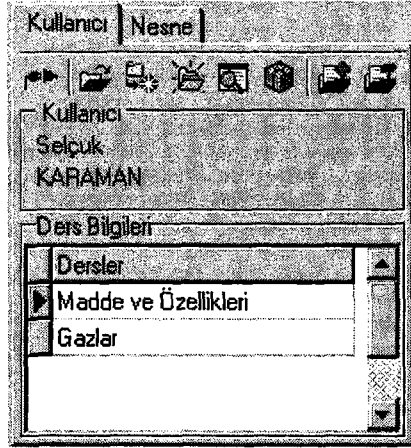 Kullanıcı Nesne
Kullanıcı
Selçuk
KARAMAN
Ders Bilgileri
Dersler
Madde ve Özellikleri
Gazlar